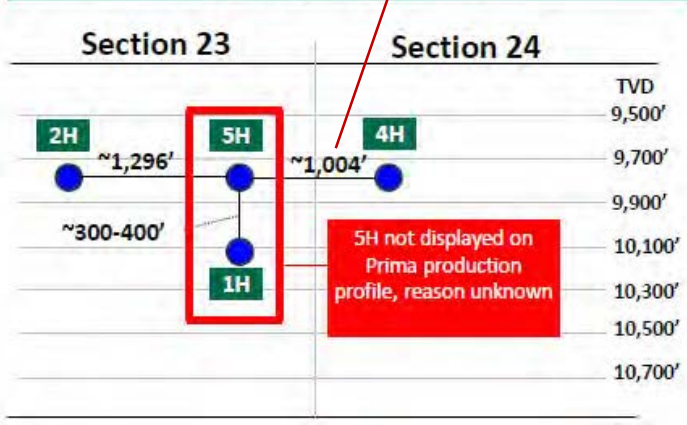 Section 23
Section 24
TVD
9,500'
2H
5H
4H
~1,296'
~1,004'
9,700'
9,900'
~300-400'
5H not displayed on
Prima production
profile, reason unknown
10,100'
1H
10,300'
10,500'
10,700'